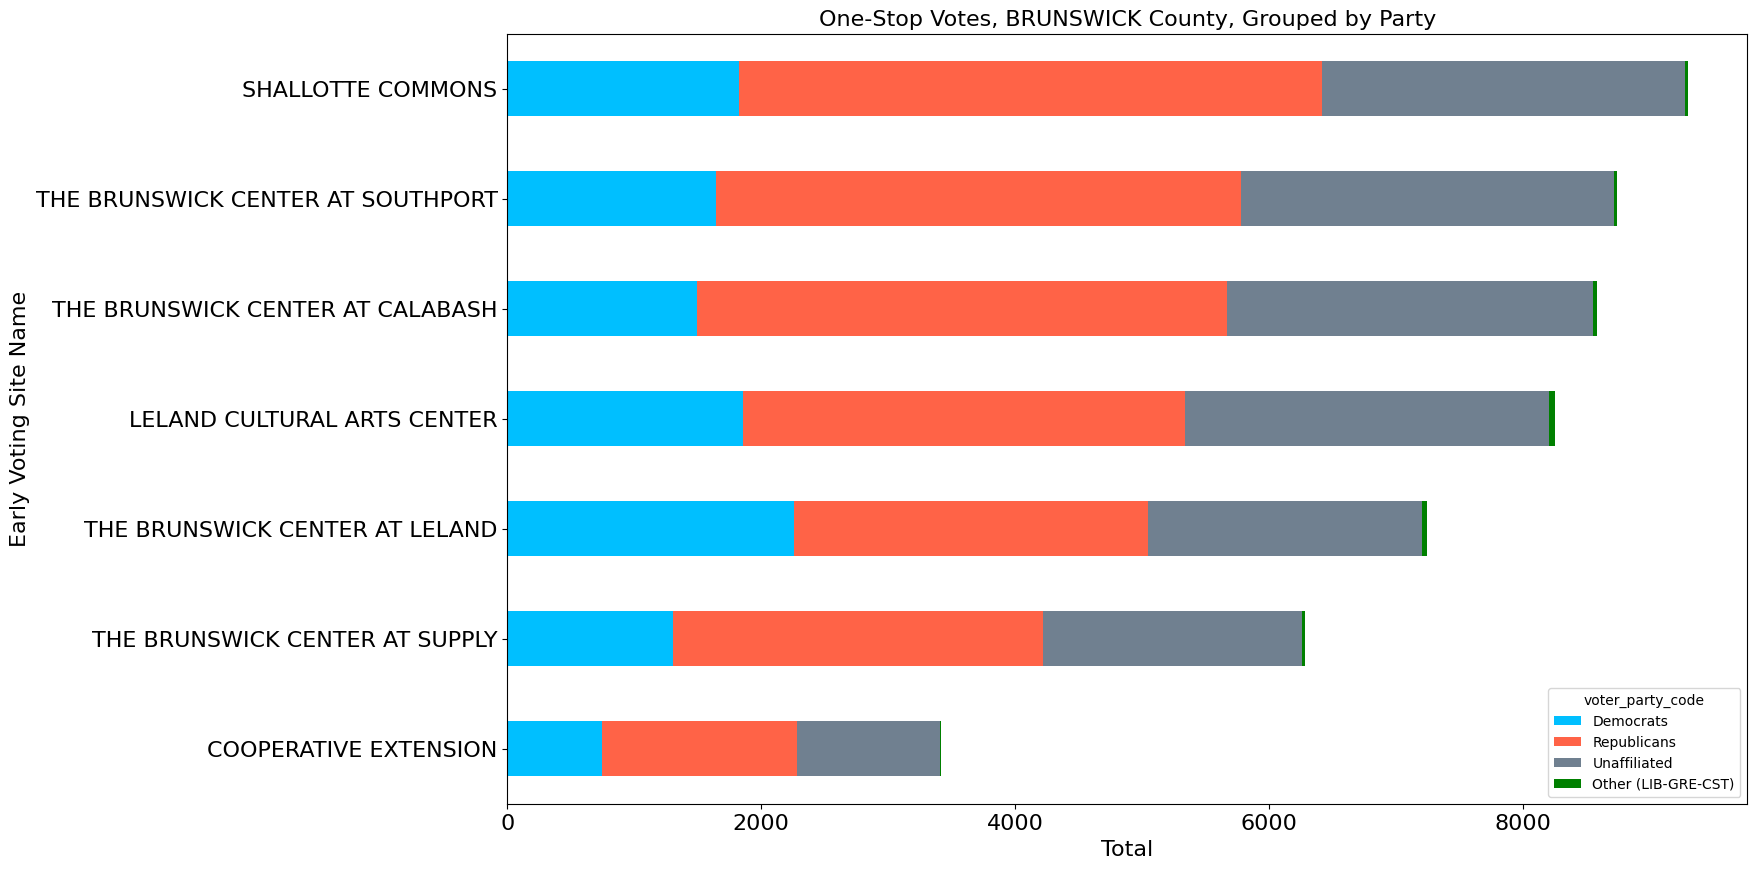 One-Stop Votes, BRUNSWICK County, Grouped by Party
Early Voting Site Name
SHALLOTTE COMMONS
THE BRUNSWICK CENTER AT SOUTHPORT
THE BRUNSWICK CENTER AT CALABASH
LELAND CULTURAL ARTS CENTER
THE BRUNSWICK CENTER AT LELAND
THE BRUNSWICK CENTER AT SUPPLY
COOPERATIVE EXTENSION
voter_party_code
Democrats
Republicans
Unaffiliated
Other (LIB-GRE-CST)
0 2000 4000 6000 8000
Total